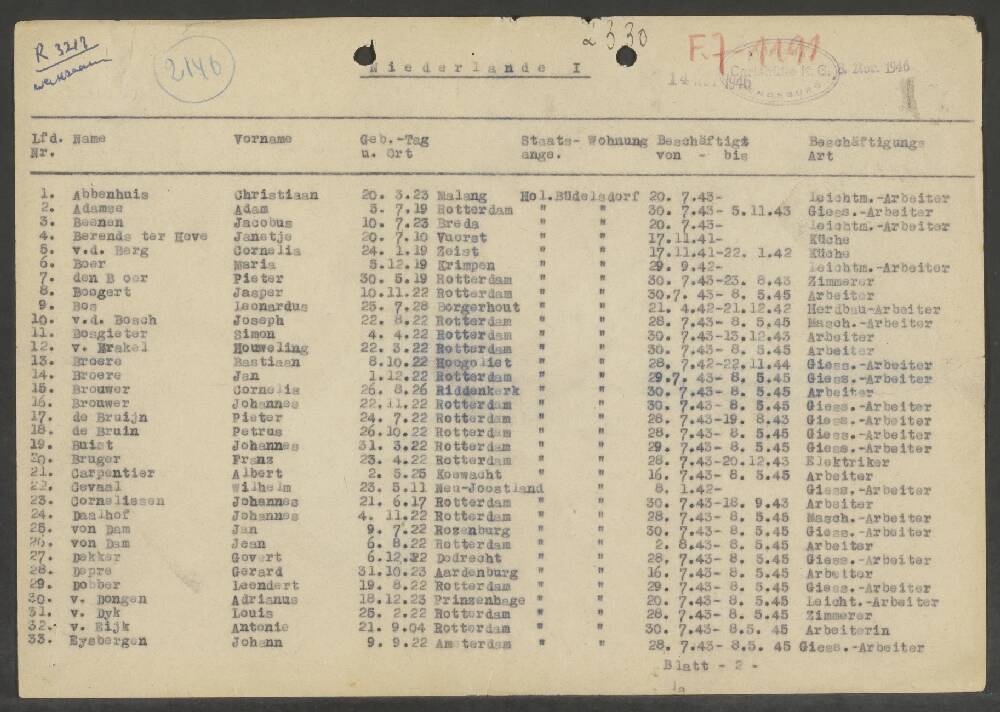 R 3213
2146
2330
F.7-1191
Niederlande I
14 1946
8. Nov. 1946
Lfd. Name Vorname Geb.-Tag Staats- Wohnung Beschäftigt Beschäftigungs
Nr. u. Ort ange. von - bis Art
1. Abbenhuis Christiaan 20. 3.23 Malang Hol.Büdelsdorf 20. 7.43- Leichtm.-Arbeiter
2. Adamse Adam 5. 7.19 Rotterdam " " 30. 7.43- 5.11.43 Giess.-Arbeiter
3. Beenen Jacobus 10. 7.23 Breda " " 20. 7.43- Leichtm.-Arbeiter
4. Berends ter Hove Janetje 20. 7.10 Vuerst " " 17.11.41- Küche
5. v.d. Berg Cornelia 24. 1.19 Zeist " " 17.11.41-22. 1.42 Küche
6. Boer Maria 5.12.19 Krimpen " " 29. 9.42- Leichtm.-Arbeiter
7. den B oer Pieter 30. 5.19 Rotterdam " " 30. 7.43-23. 8.43 Zimmerer
8. Boogert Jasper 10.11.22 Rotterdam " " 30.7. 43- 8. 5.45 Arbeiter
9. Bos Leonardus 25. 7.28 Borgerhout " " 21. 4.42-21.12.42 Herdbau-Arbeiter
10. v.d. Bosch Joseph 22. 8.22 Rotterdam " " 28. 7.43- 8. 5.45 Masch.-Arbeiter
11. Bosgieter Simon 4. 4.22 Rotterdam " " 30. 7.43-13.12.43 Arbeiter
12. v. Brakel Houweling 22. 3.22 Rotterdam " " 30. 7.43- 8. 5.45 Arbeiter
13. Broere Bastiaan 8.10.22 Hoogvliet " " 28. 7.42-22.11.44 Giess.-Arbeiter
14. Broere Jan 1.12.22 Rotterdam " " 29.7. 43- 8. 5.45 Giess.-Arbeiter
15. Brouwer Cornelis 26. 8.26 Riddenkerk " " 30. 7.43- 8. 5.45 Arbeiter
16. Brouwer Johannes 22.11.22 Rotterdam " " 30. 7.43- 8. 5.45 Giess.-Arbeiter
17. de Bruijn Pieter 24. 7.22 Rotterdam " " 28. 7.43-19. 8.43 Giess.-Arbeiter
18. de Bruin Petrus 26.10.22 Rotterdam " " 28. 7.43- 8. 5.45 Giess.-Arbeiter
19. Buist Johannes 31. 3.22 Rotterdam " " 29. 7.43- 8. 5.45 Giess.-Arbeiter
20. Bruger Franz 23. 4.22 Rotterdam " " 28. 7.43-20.12.43 Elektriker
21. Carpentier Albert 2. 5.25 Koewacht " " 16. 7.43- 8. 5.45 Arbeiter
22. Cevaal Wilhelm 23. 5.11 Neu-Joostland " 8. 1.42- Giess.-Arbeiter
23. Corneliesen Johannes 21. 6.17 Rotterdam " " 30. 7.43-18. 9.43 Arbeiter
24. Daalhof Johannes 4. 11.22 Rotterdam " " 28. 7.43- 8. 5.45 Masch.-Arbeiter
25. von Dam Jan 9. 7.22 Rozenburg " " 30. 7.43- 8. 5.45 Giess.-Arbeiter
26. von Dam Jean 6. 8.22 Rotterdam " " 2. 8.43- 8. 5.45 Arbeiter
27. Dekker Govert 6.12.22 Dodrecht " " 28. 7.43- 8. 5.45 Giess.-Arbeiter
28. Depre Gerard 31.10.23 Aardenburg " " 16. 7.43- 8. 5.45 Arbeiter
29. Dobber Leendert 19. 8.22 Rotterdam " " 29. 7.43- 8. 5.45 Giess.-Arbeiter
30. v. Dongen Adrianus 18.12.23 Prinzenhage " " 20. 7.43- 8. 5.45 Leicht.-Arbeiter
31. v. Dyk Louis 25. 2.22 Rotterdam " " 28. 7.43- 8. 5.45 Zimmerer
32. v. Eijk Antonie 21. 9.04 Rotterdam " " 30. 7.43- 8.5. 45 Arbeiterin
33. Eysbergen Johann 9. 9.22 Amsterdam " " 28. 7.43- 8.5. 45 Giess.-Arbeiter
Blatt - 2 -